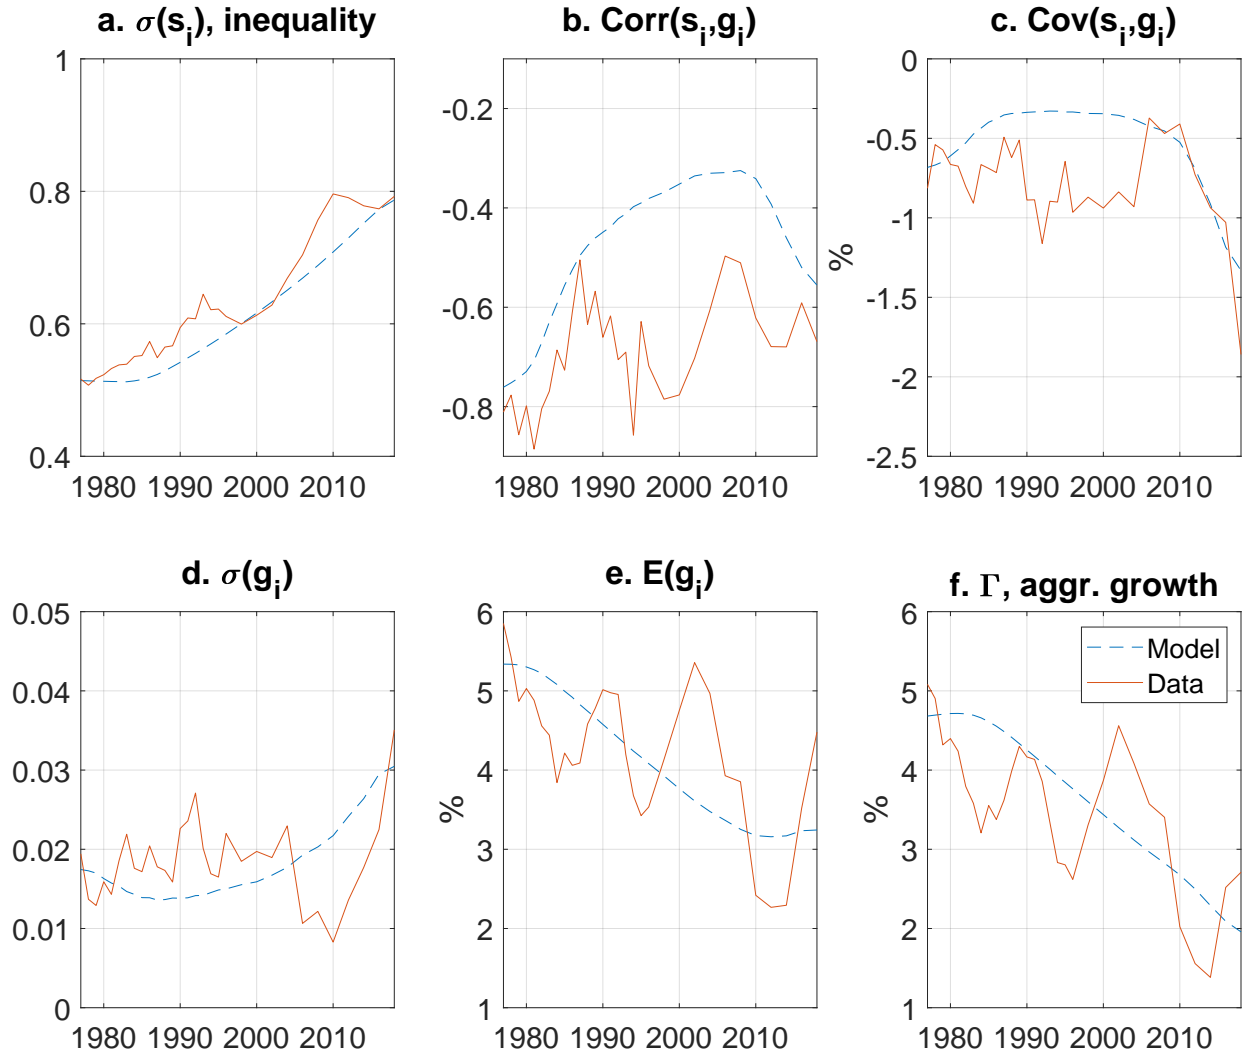 a. σ(s_i), inequality
b. Corr(s_i,g_i)
c. Cov(s_i,g_i)
1
0.8
0.6
0.4
1980 1990 2000 2010
-0.2
-0.4
-0.6
-0.8
1980 1990 2000 2010
%
0
-0.5
-1
-1.5
-2
-2.5
1980 1990 2000 2010
d. σ(g_i)
e. E(g_i)
f. Γ, aggr. growth
0.05
0.04
0.03
0.02
0.01
0
1980 1990 2000 2010
%
6
5
4
3
2
1
1980 1990 2000 2010
%
6
5
4
3
2
1
1980 1990 2000 2010
Model
Data